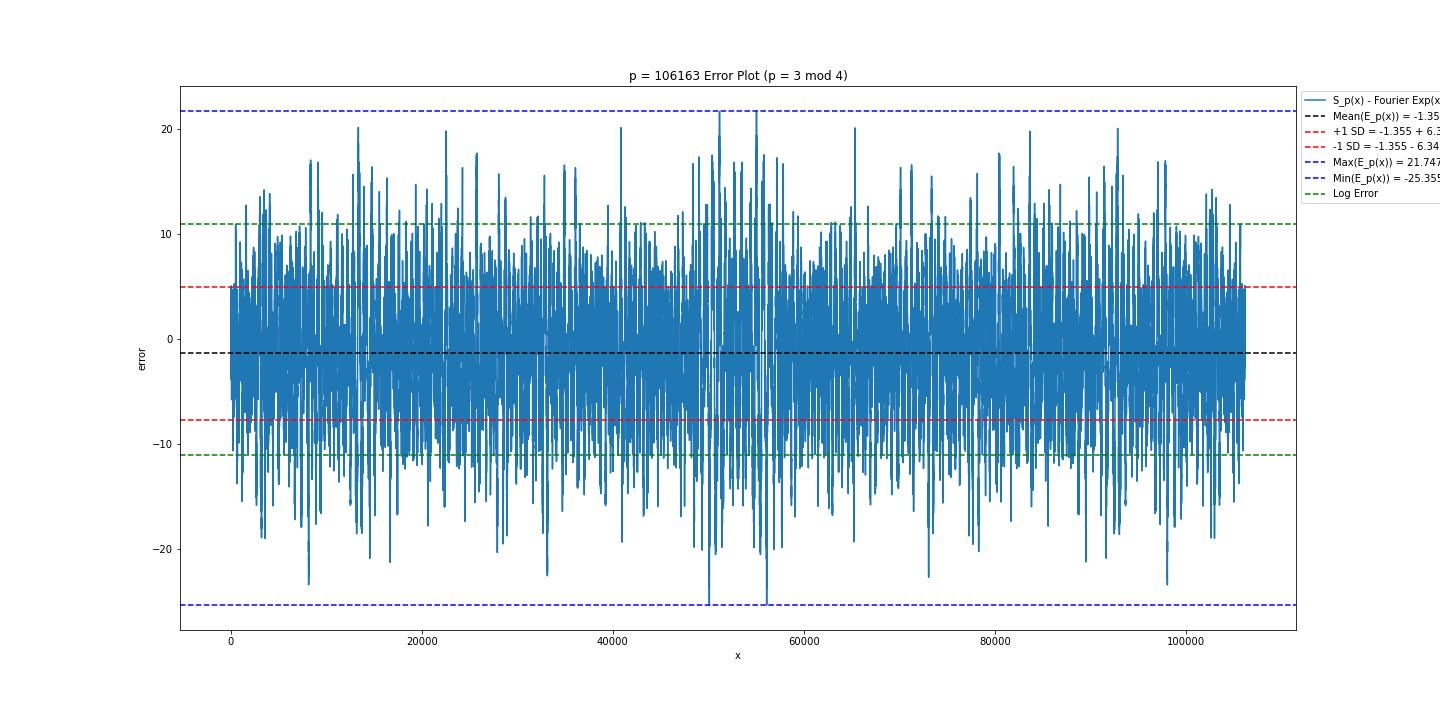 p = 106163 Error Plot (p = 3 mod 4)
S_p(x) - Fourier Exp(x
Mean(E_p(x)) = -1.35
+1 SD = -1.355 + 6.3
-1 SD = -1.355 - 6.34
Max(E_p(x)) = 21.747
Min(E_p(x)) = -25.355
Log Error
error
20
10
0
−10
−20
0
20000
40000
60000
80000
100000
x